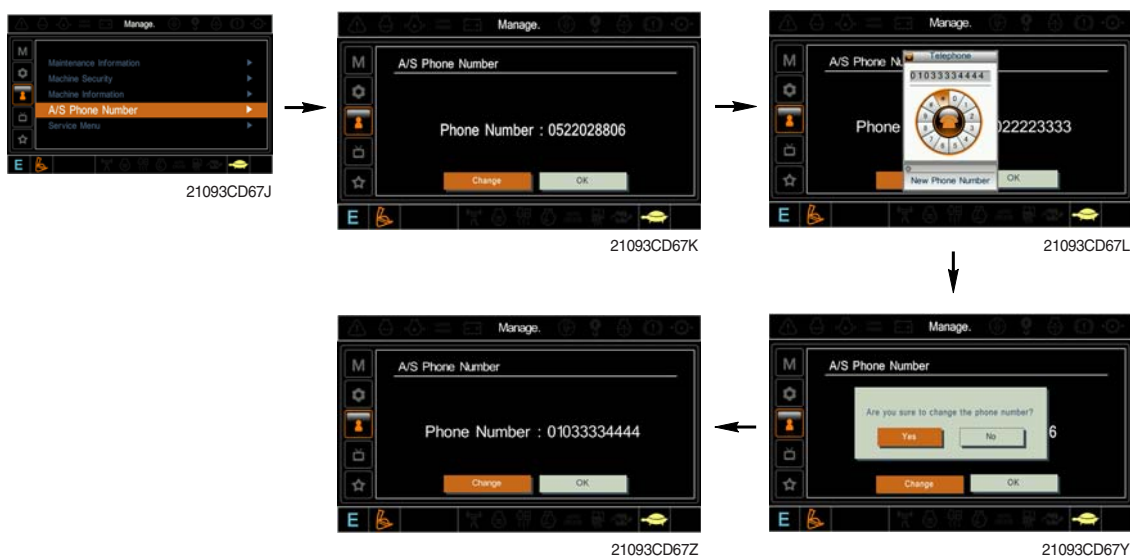 Manage.
M
Maintenance Information
Machine Security
Machine Information
A/S Phone Number
Service Menu
E
21093CD67J
Manage.
M
A/S Phone Number
Phone Number : 0522028806
Change OK
E
21093CD67K
Manage.
M
A/S Phone Nu
Telephone
01033334444
Phone 022223333
New Phone Number
OK
E
21093CD67L
Manage.
M
A/S Phone Number
Phone Number : 01033334444
Change OK
E
21093CD67Z
Manage.
M
A/S Phone Number
Are you sure to change the phone number?
Yes No
6
Change OK
E
21093CD67Y